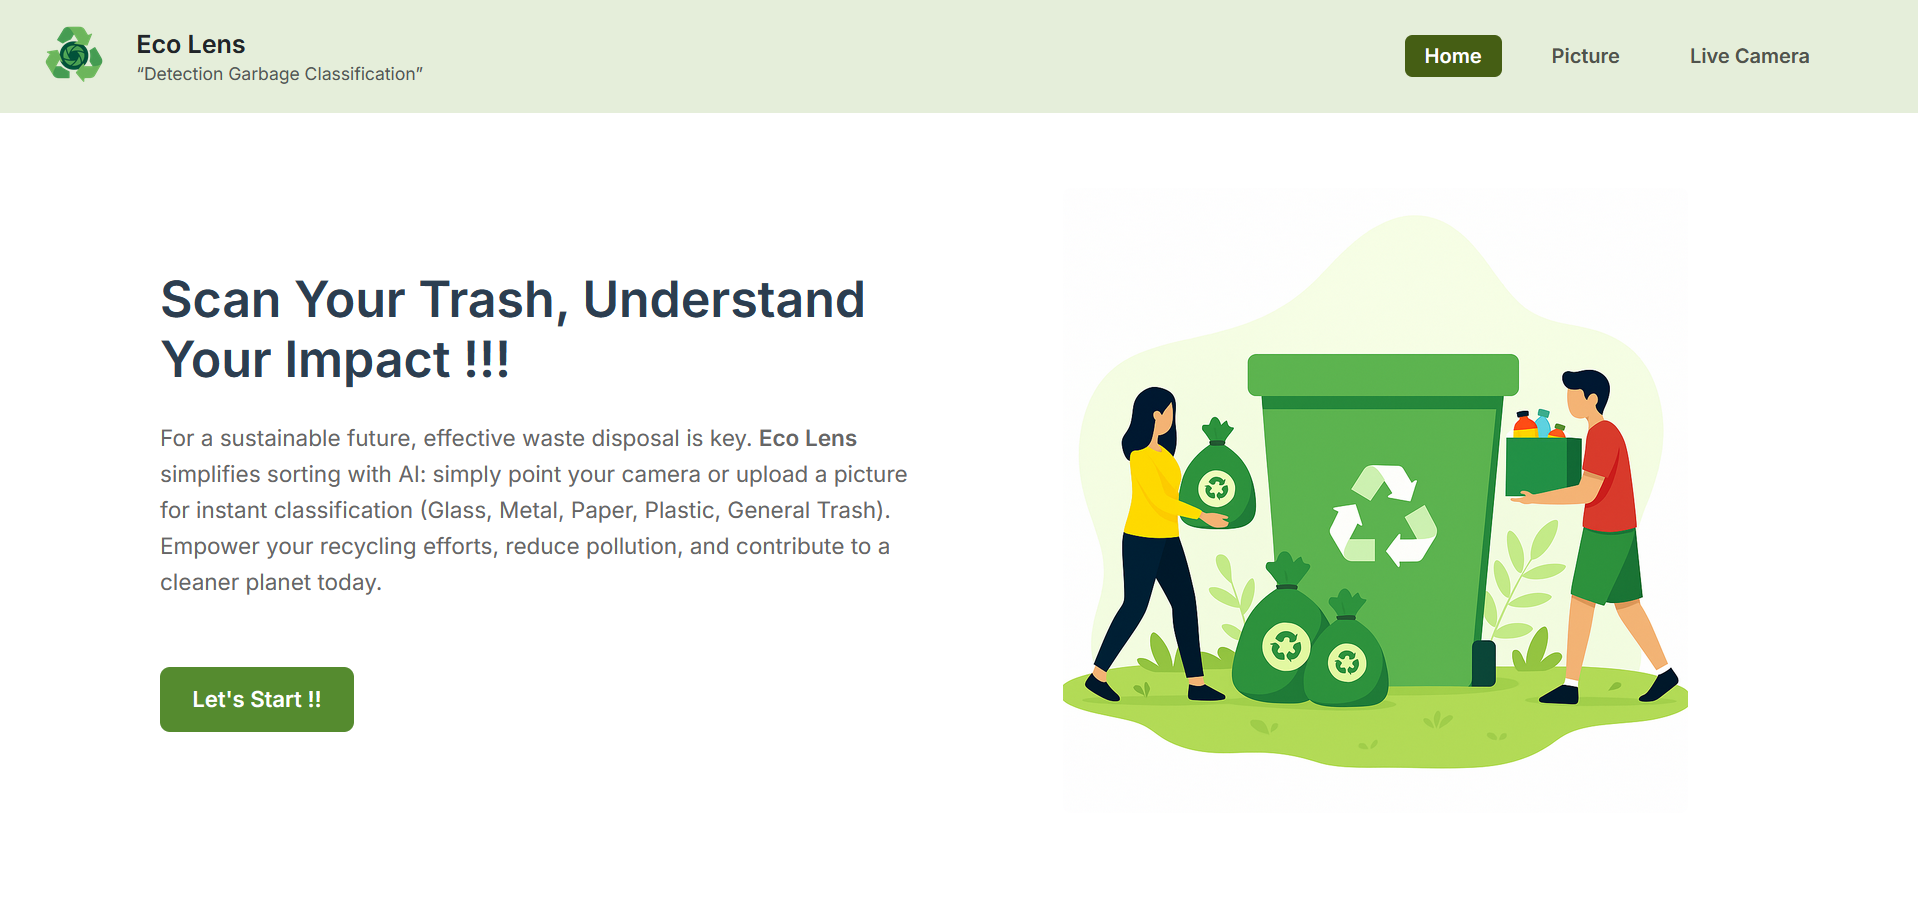 Eco Lens
“Detection Garbage Classification”
Home
Picture
Live Camera
Scan Your Trash, Understand
Your Impact !!!
For a sustainable future, effective waste disposal is key. Eco Lens
simplifies sorting with AI: simply point your camera or upload a picture
for instant classification (Glass, Metal, Paper, Plastic, General Trash).
Empower your recycling efforts, reduce pollution, and contribute to a
cleaner planet today.
Let's Start !!